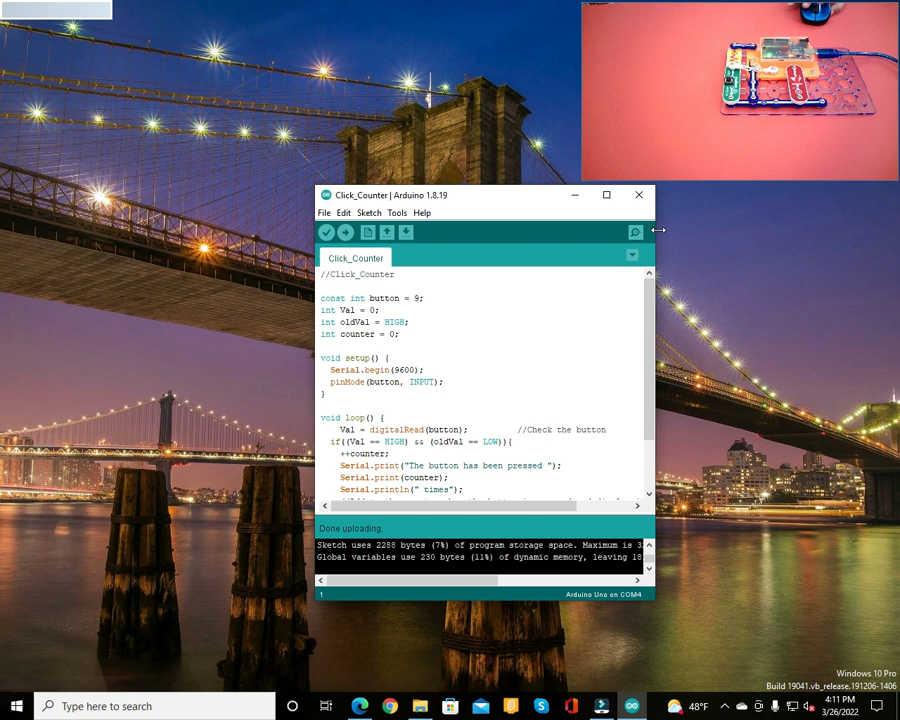 Click_Counter | Arduino 1.8.19
File Edit Sketch Tools Help
Click_Counter
//Click_Counter
const int button = 9;
int Val = 0;
int oldVal = HIGH;
int counter = 0;
void setup() {
Serial.begin(9600);
pinMode(button, INPUT);
}
void loop() {
Val = digitalRead(button); //Check the button
if((Val == HIGH) && (oldVal == LOW)){
++counter;
Serial.print("The button has been pressed ");
Serial.print(counter);
Serial.println(" times");
Done uploading.
Sketch uses 2288 bytes (7%) of program storage space. Maximum is 3
Global variables use 230 bytes (11%) of dynamic memory, leaving 18
1 Arduino Uno on COM4
Windows 10 Pro
Build 19041.vb_release.191206-1406
Type here to search
48°F
4:11 PM
3/26/2022